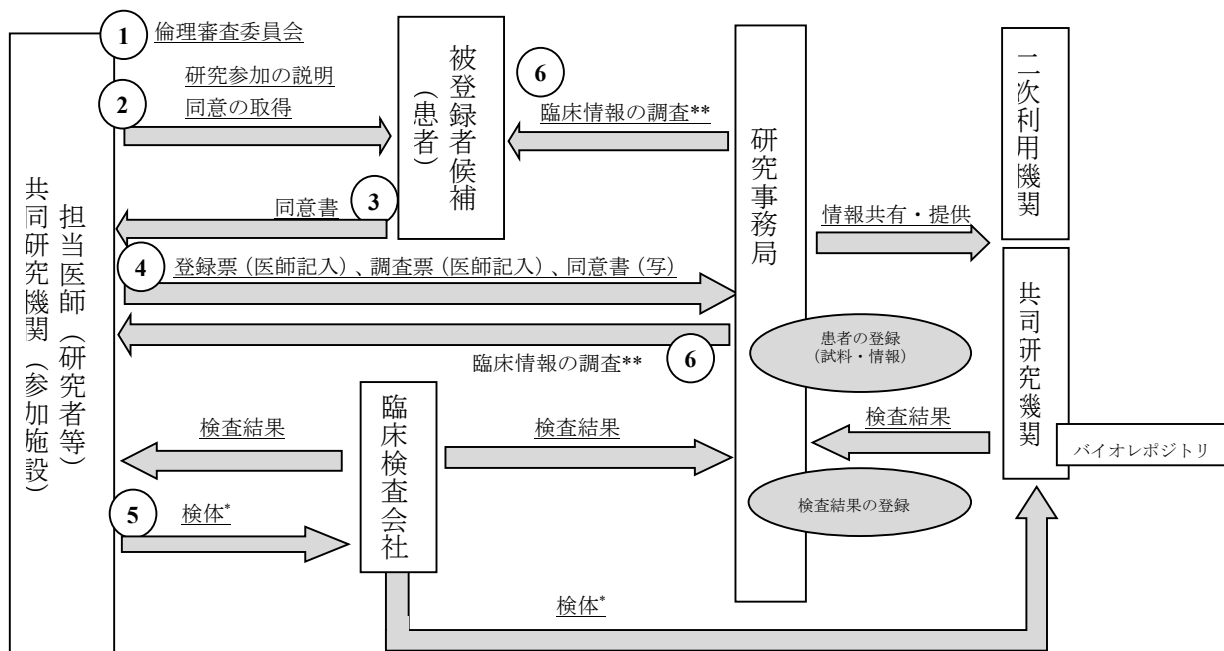 ① 倫理審査委員会
研究参加の説明
② 同意の取得
被登録者候補
(患者)
⑥
臨床情報の調査**
研究事務局
二次利用機関
担当医師（研究者等）
共同研究機関（参加施設）
同意書 ③
情報共有・提供
④ 登録票（医師記入）、調査票（医師記入）、同意書（写）
臨床情報の調査** ⑥
患者の登録
（試料・情報）
共同研究機関
検査結果
臨床検査会社
検査結果
検査結果
バイオレポジトリ
⑤ 検体*
検査結果の登録
検体*